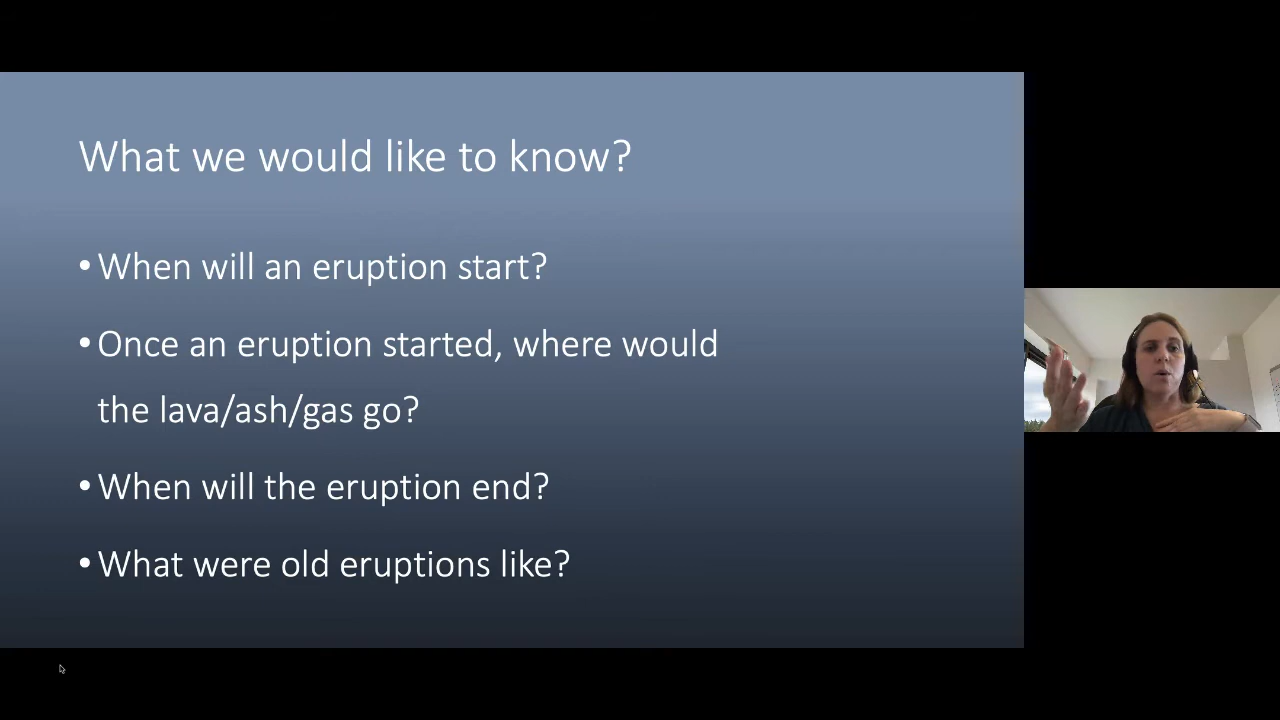 What we would like to know?
•When will an eruption start?
•Once an eruption started, where would
the lava/ash/gas go?
•When will the eruption end?
•What were old eruptions like?